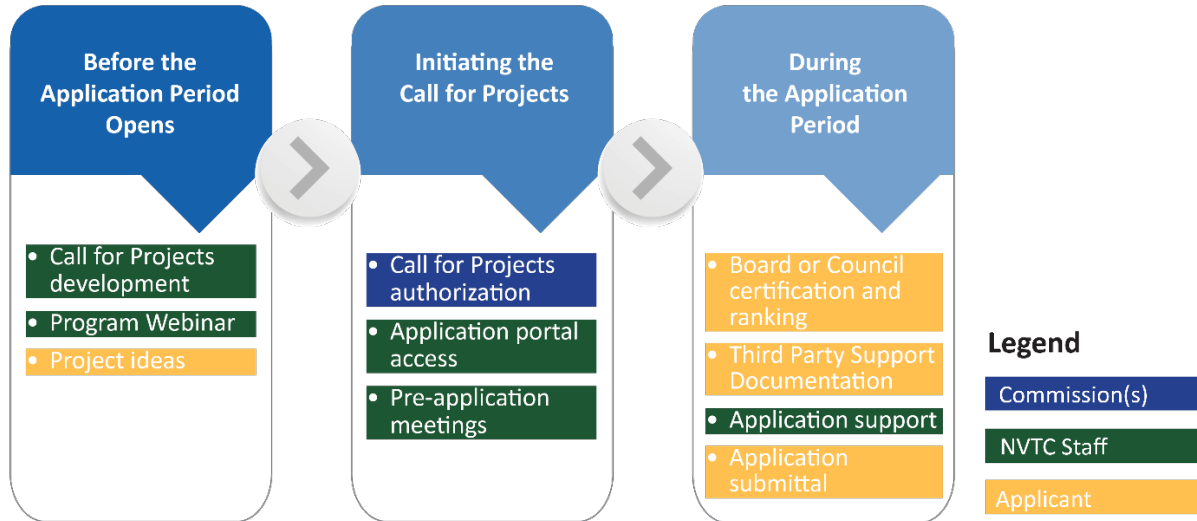 Before the
Application Period
Opens
• Call for Projects
development
• Program Webinar
• Project ideas
Initiating the
Call for Projects
• Call for Projects
authorization
• Application portal
access
• Pre-application
meetings
During
the Application
Period
• Board or Council
certification and
ranking
• Third Party Support
Documentation
• Application support
• Application
submittal
Legend
Commission(s)
NVTC Staff
Applicant